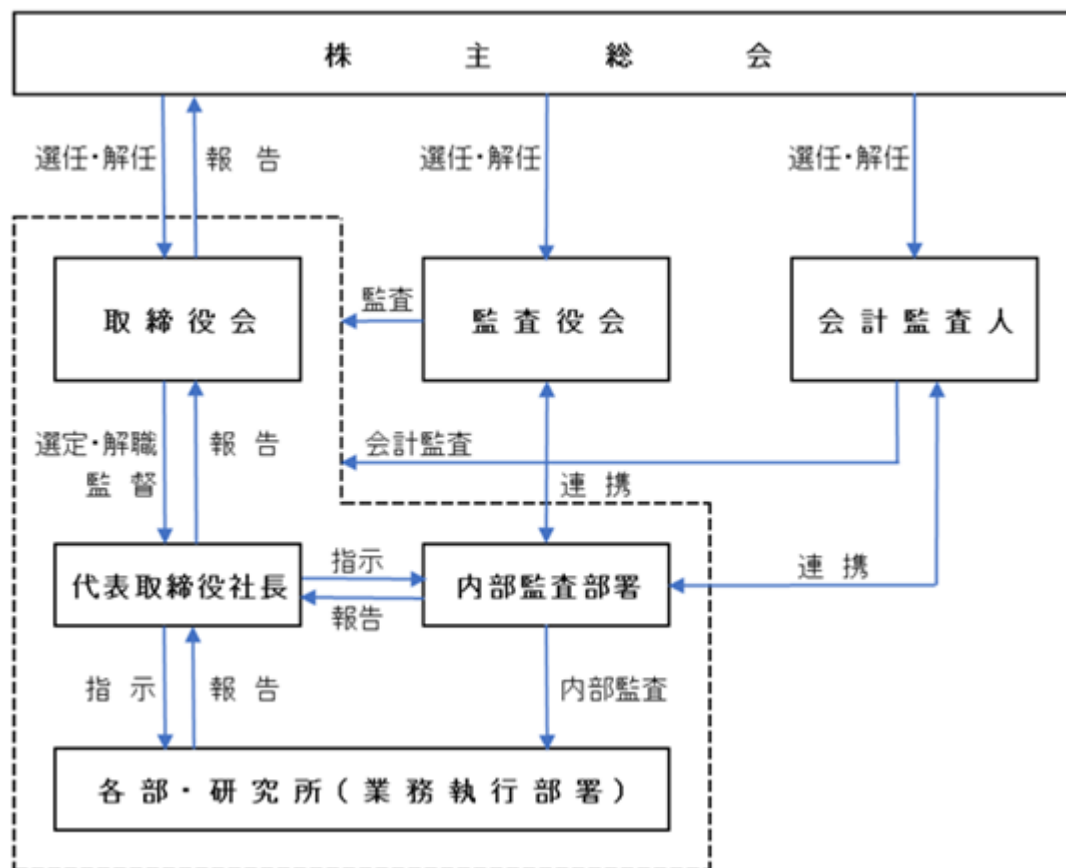 株主総会
選任・解任
報告
選任・解任
選任・解任
取締役会
監査
監査役会
会計監査人
選定・解職
監督
報告
会計監査
連携
代表取締役社長
指示
報告
内部監査部署
連携
指示
報告
内部監査
各部・研究所(業務執行部署)